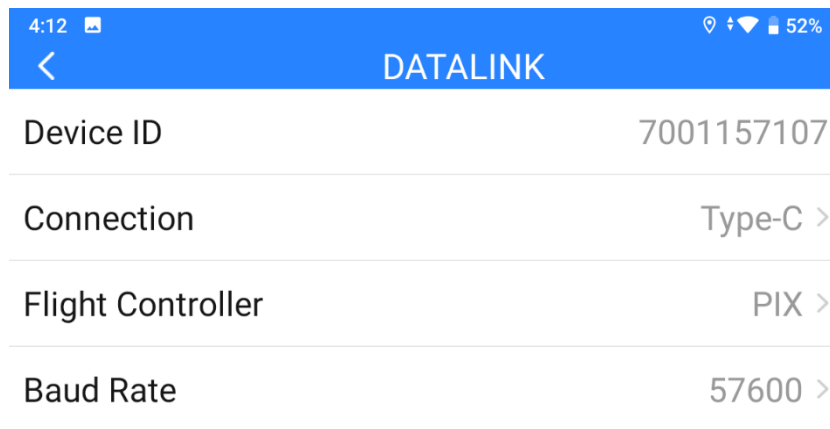 4:12 52%
DATALINK
Device ID 7001157107
Connection Type-C
Flight Controller PIX
Baud Rate 57600